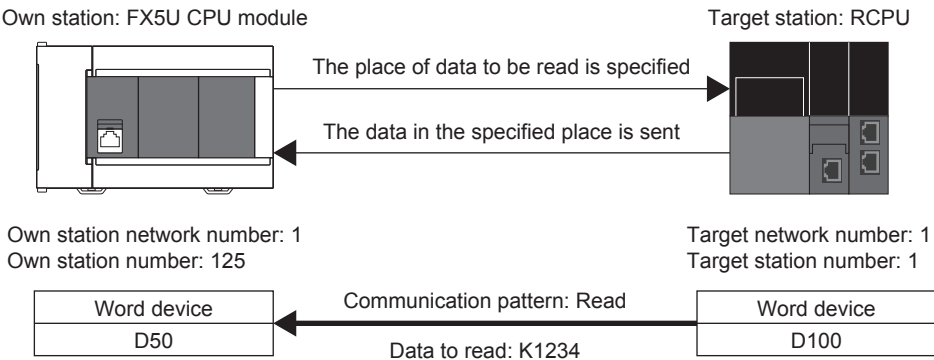 Own station: FX5U CPU module
Target station: RCPU
The place of data to be read is specified
The data in the specified place is sent
Own station network number: 1
Own station number: 125
Target network number: 1
Target station number: 1
Word device
D50
Communication pattern: Read
Data to read: K1234
Word device
D100